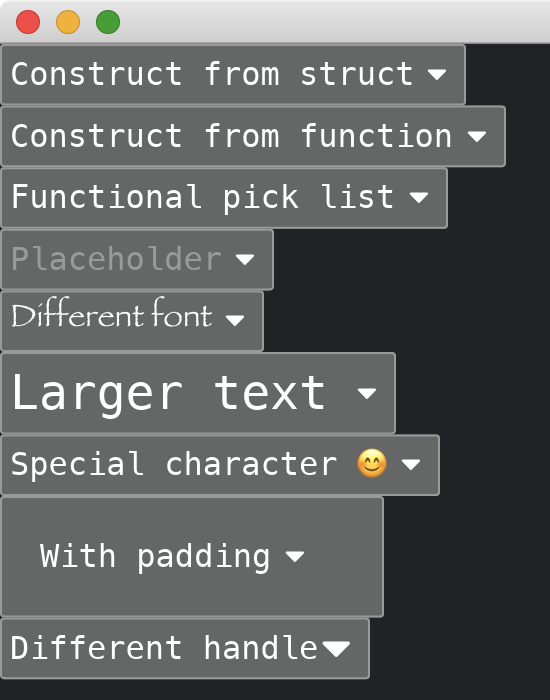 Construct from struct
Construct from function
Functional pick list
Placeholder
Different font
Larger text
Special character 😊
With padding
Different handle